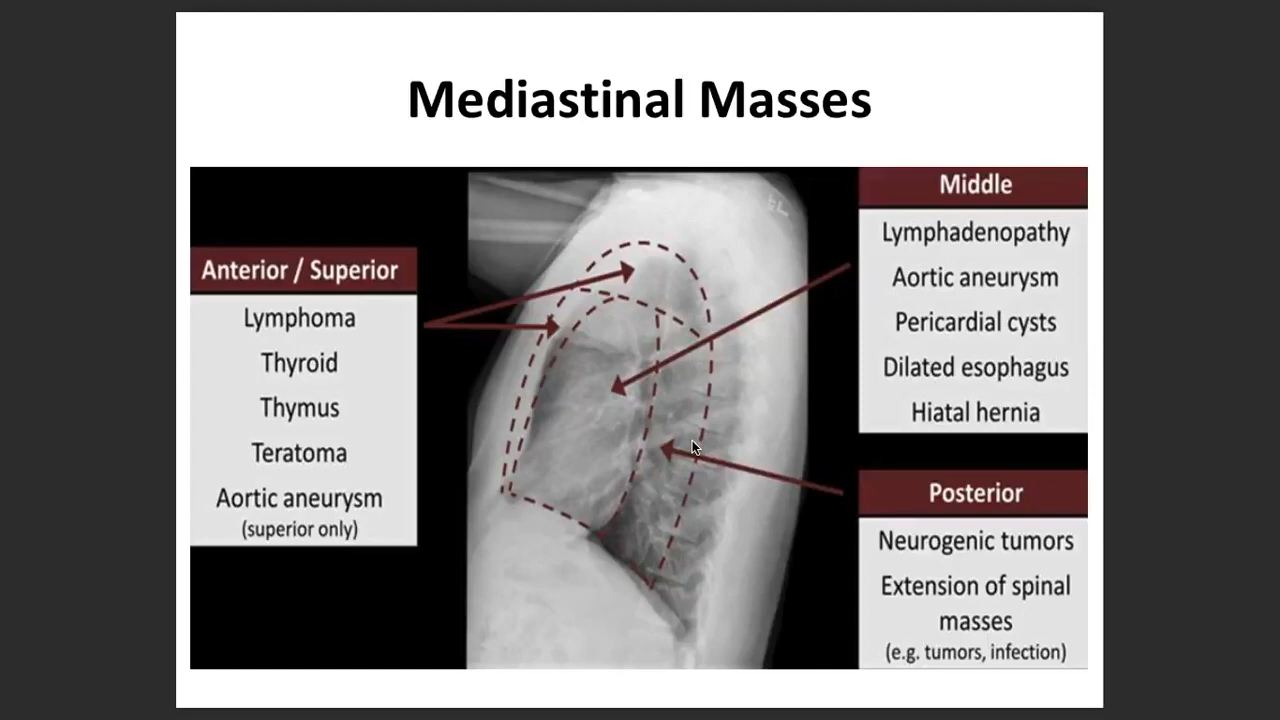 Mediastinal Masses
Anterior / Superior
Lymphoma
Thyroid
Thymus
Teratoma
Aortic aneurysm
(superior only)
Middle
Lymphadenopathy
Aortic aneurysm
Pericardial cysts
Dilated esophagus
Hiatal hernia
Posterior
Neurogenic tumors
Extension of spinal
masses
(e.g. tumors, infection)